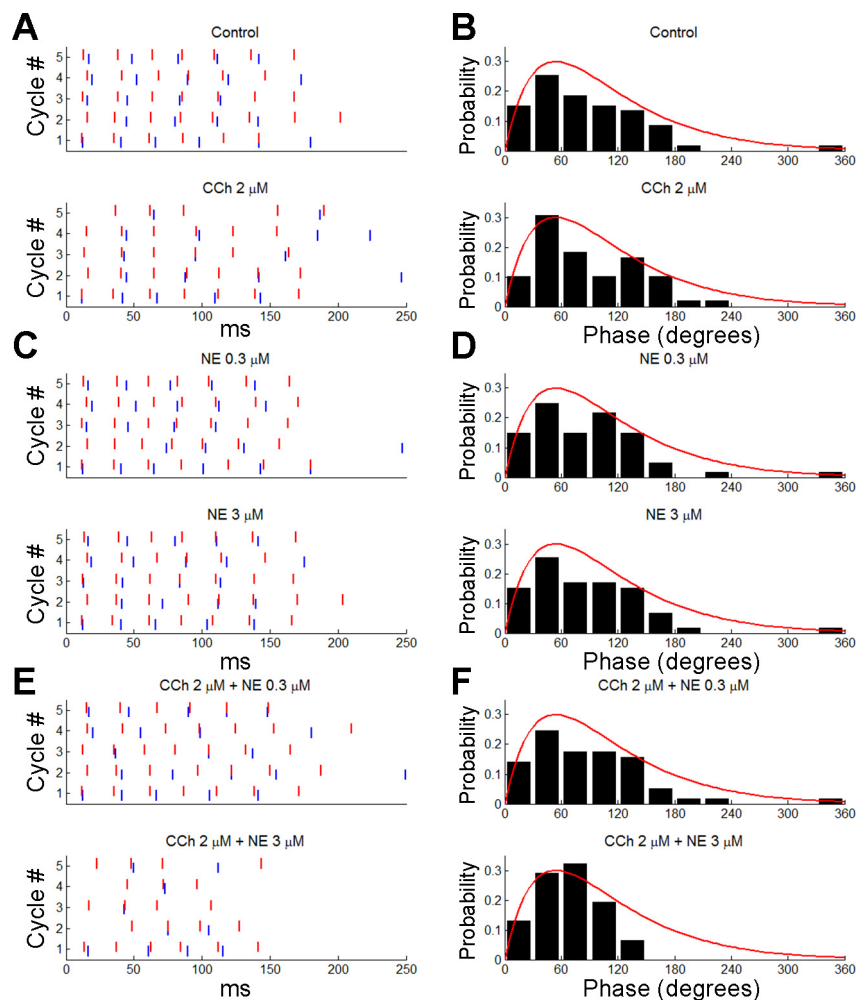 A
Control
Cycle #
5
4
3
2
1
CCh 2 µM
Cycle #
5
4
3
2
1
0 50 100 150 200 250
ms
B
Control
Probability
0.3
0.2
0.1
0
0 60 120 180 240 300 360
CCh 2 µM
Probability
0.3
0.2
0.1
0
0 60 120 180 240 300 360
Phase (degrees)
C
NE 0.3 µM
Cycle #
5
4
3
2
1
NE 3 µM
Cycle #
5
4
3
2
1
0 50 100 150 200 250
ms
D
NE 0.3 µM
Probability
0.3
0.2
0.1
0
0 60 120 180 240 300 360
NE 3 µM
Probability
0.3
0.2
0.1
0
0 60 120 180 240 300 360
Phase (degrees)
E
CCh 2 µM + NE 0.3 µM
Cycle #
5
4
3
2
1
CCh 2 µM + NE 3 µM
Cycle #
5
4
3
2
1
0 50 100 150 200 250
ms
F
CCh 2 µM + NE 0.3 µM
Probability
0.3
0.2
0.1
0
0 60 120 180 240 300 360
CCh 2 µM + NE 3 µM
Probability
0.3
0.2
0.1
0
0 60 120 180 240 300 360
Phase (degrees)